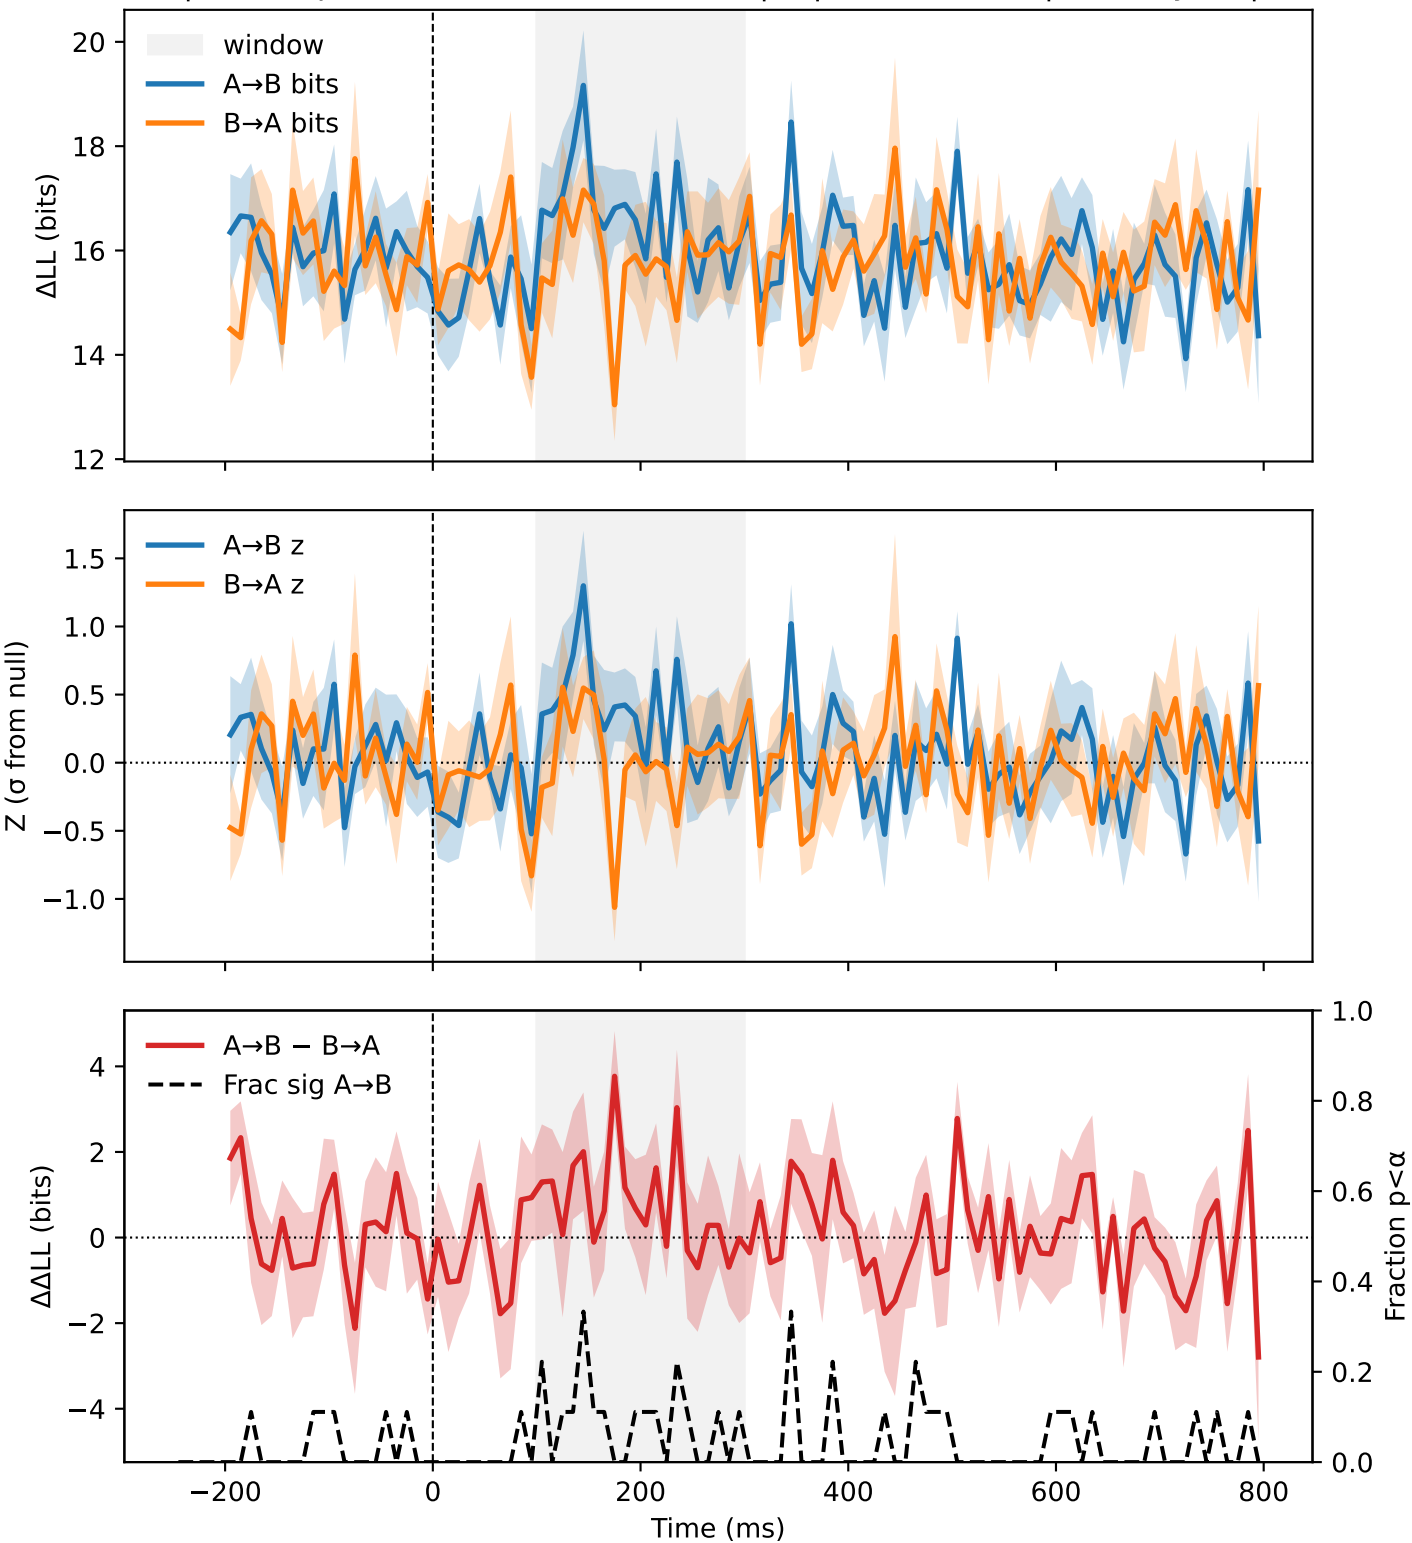 window
A→B bits
B→A bits
20
18
16
14
12
ΔLL (bits)
A→B z
B→A z
1.5
1.0
0.5
0.0
−0.5
−1.0
Z (σ from null)
A→B − B→A
Frac sig A→B
4
2
0
−2
−4
ΔΔLL (bits)
1.0
0.8
0.6
0.4
0.2
0.0
Fraction p<α
−200
0
200
400
600
800
Time (ms)